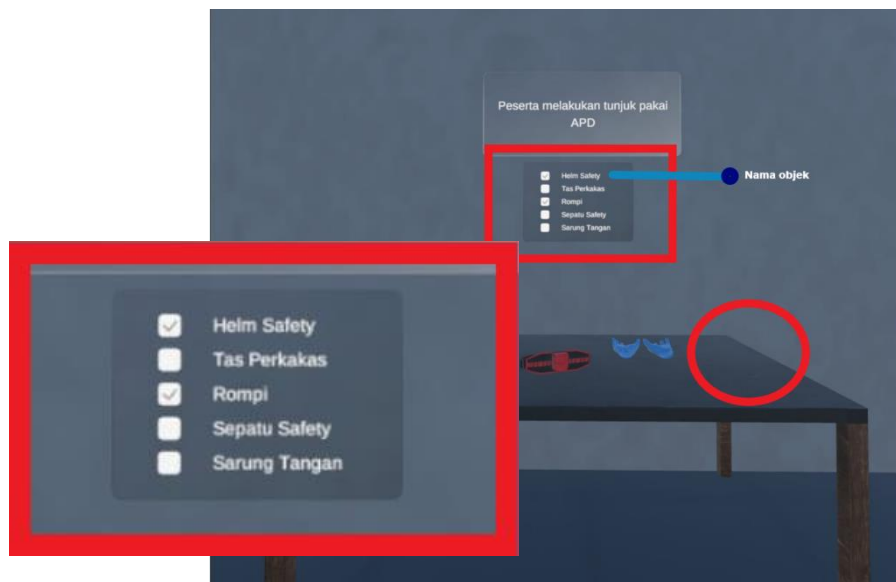 Peserta melakukan tunjuk pakai
APD
Helm Safety
Tas Perkakas
Rompi
Sepatu Safety
Sarung Tangan
Nama objek
Helm Safety
Tas Perkakas
Rompi
Sepatu Safety
Sarung Tangan